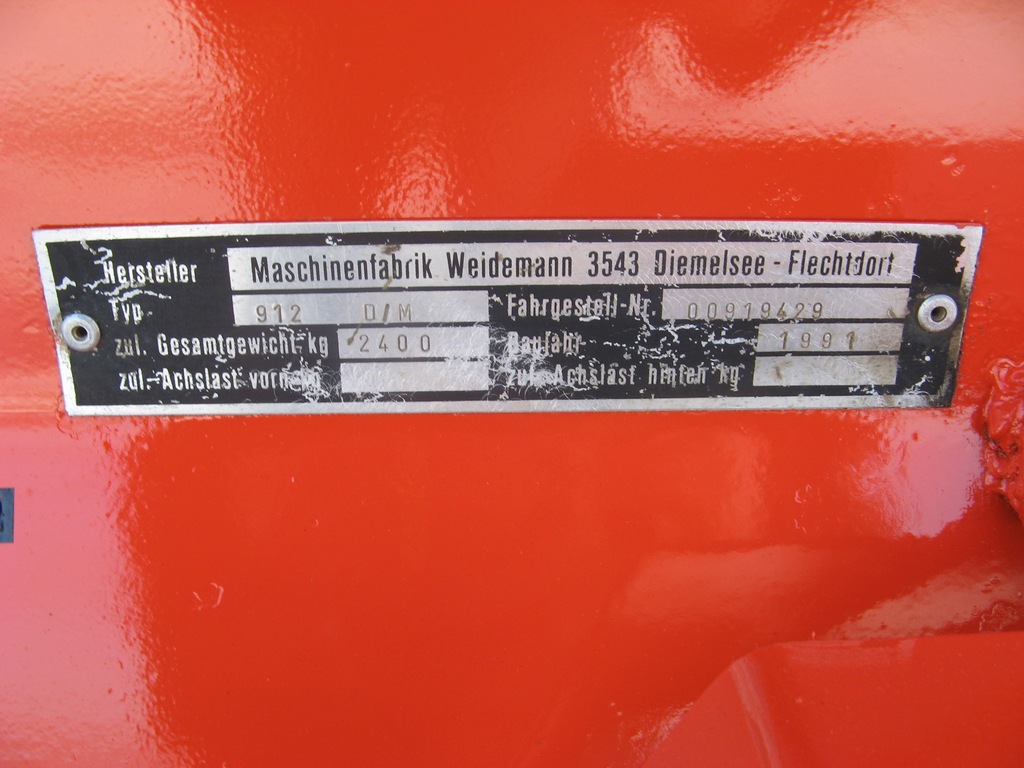 Hersteller Maschinenfabrik Weidemann 3543 Diemelsee - Flechtdorf
Typ 912 D/M Fahrgestell-Nr. 00919429
zul. Gesamtgewicht kg 2400 Baujahr 1991
zul.-Achslast vorn kg zul.-Achslast hinten kg